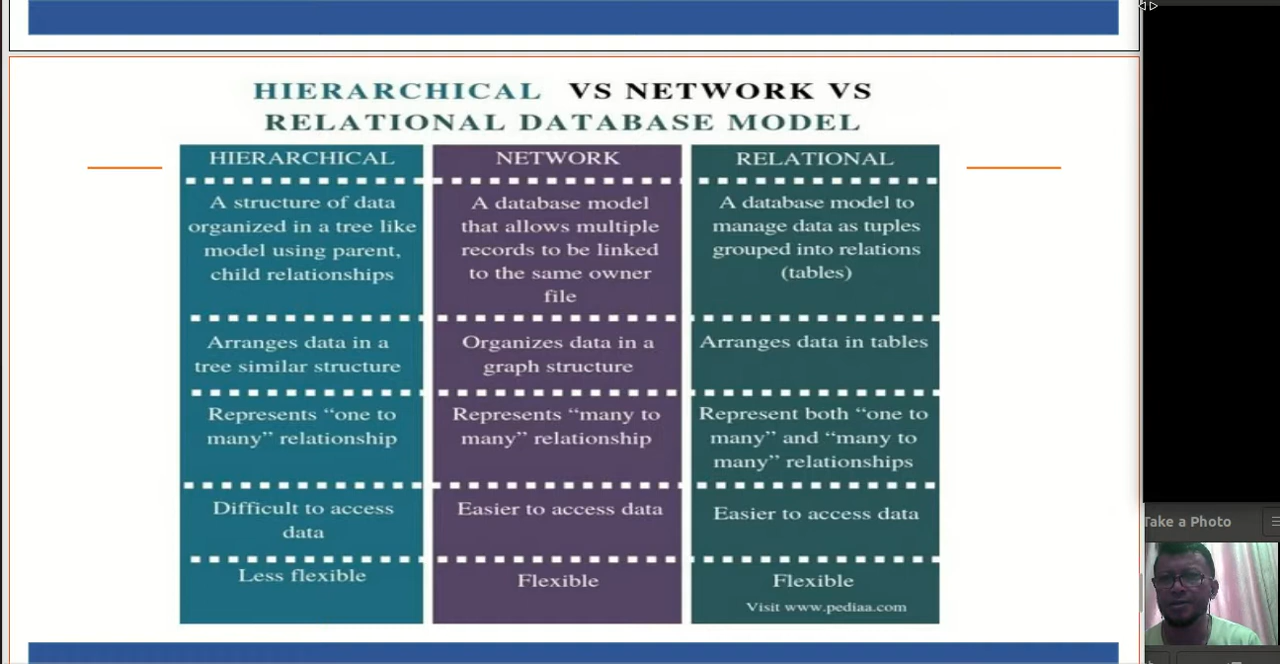 HIERARCHICAL VS NETWORK VS
RELATIONAL DATABASE MODEL
HIERARCHICAL
A structure of data
organized in a tree like
model using parent,
child relationships
Arranges data in a
tree similar structure
Represents “one to
many” relationship
Difficult to access
data
Less flexible
NETWORK
A database model
that allows multiple
records to be linked
to the same owner
file
Organizes data in a
graph structure
Represents “many to
many” relationship
Easier to access data
Flexible
RELATIONAL
A database model to
manage data as tuples
grouped into relations
(tables)
Arranges data in tables
Represent both “one to
many” and “many to
many” relationships
Easier to access data
Flexible
Visit www.pediaa.com
Take a Photo